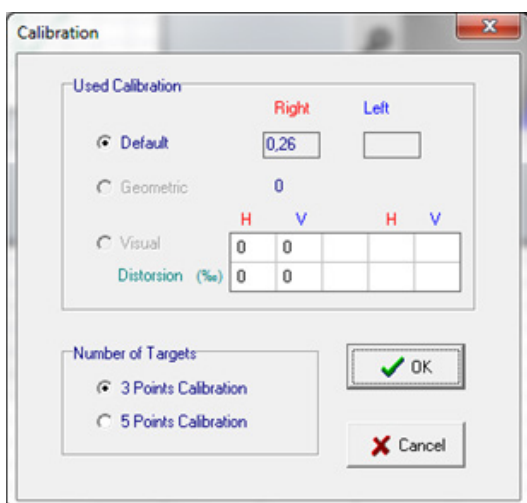 Calibration
Used Calibration
Right Left
Default 0,26
Geometric 0
H V H V
Visual 0 0
Distorsion (‰) 0 0
Number of Targets
3 Points Calibration
5 Points Calibration
OK
Cancel